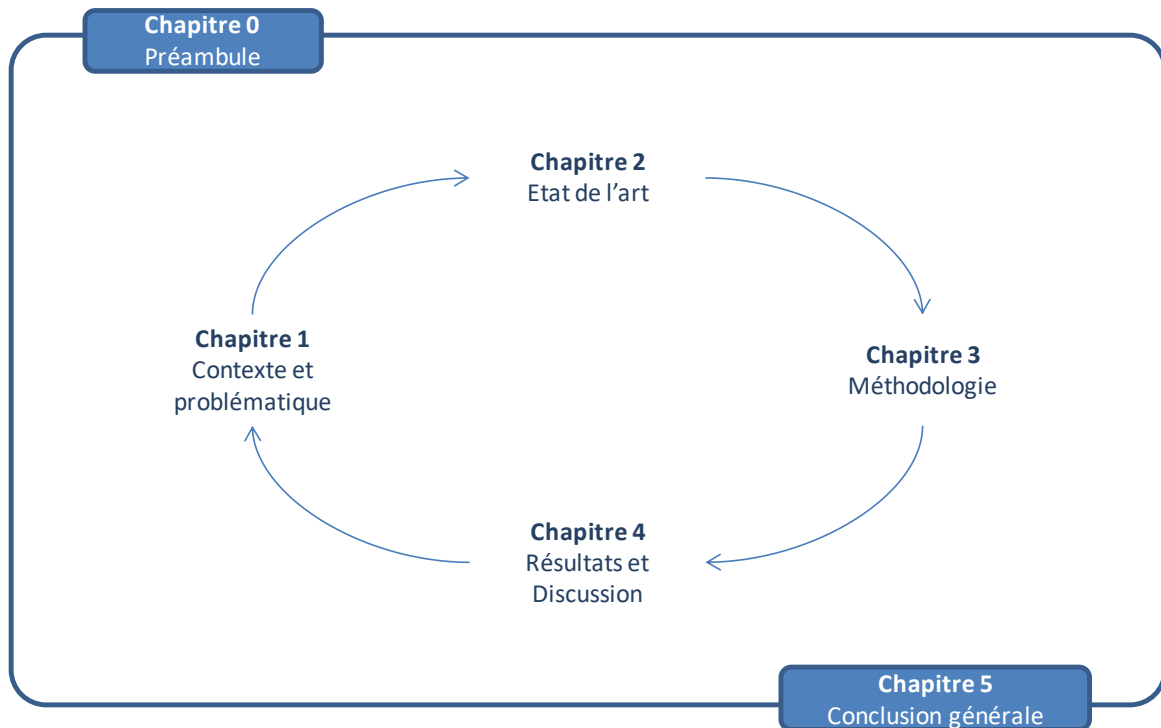 Chapitre 0
Préambule
Chapitre 2
Etat de l’art
Chapitre 1
Contexte et
problématique
Chapitre 3
Méthodologie
Chapitre 4
Résultats et
Discussion
Chapitre 5
Conclusion générale